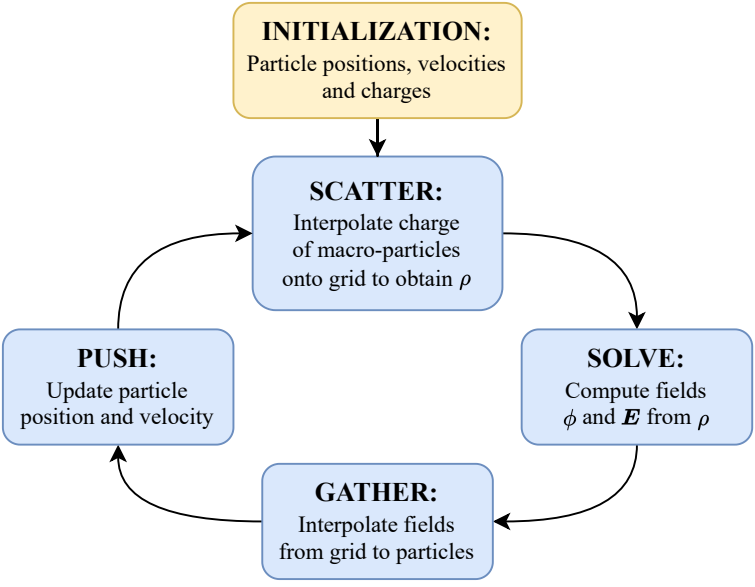 INITIALIZATION:
Particle positions, velocities
and charges
SCATTER:
Interpolate charge
of macro-particles
onto grid to obtain ρ
PUSH:
Update particle
position and velocity
SOLVE:
Compute fields
ϕ and E from ρ
GATHER:
Interpolate fields
from grid to particles